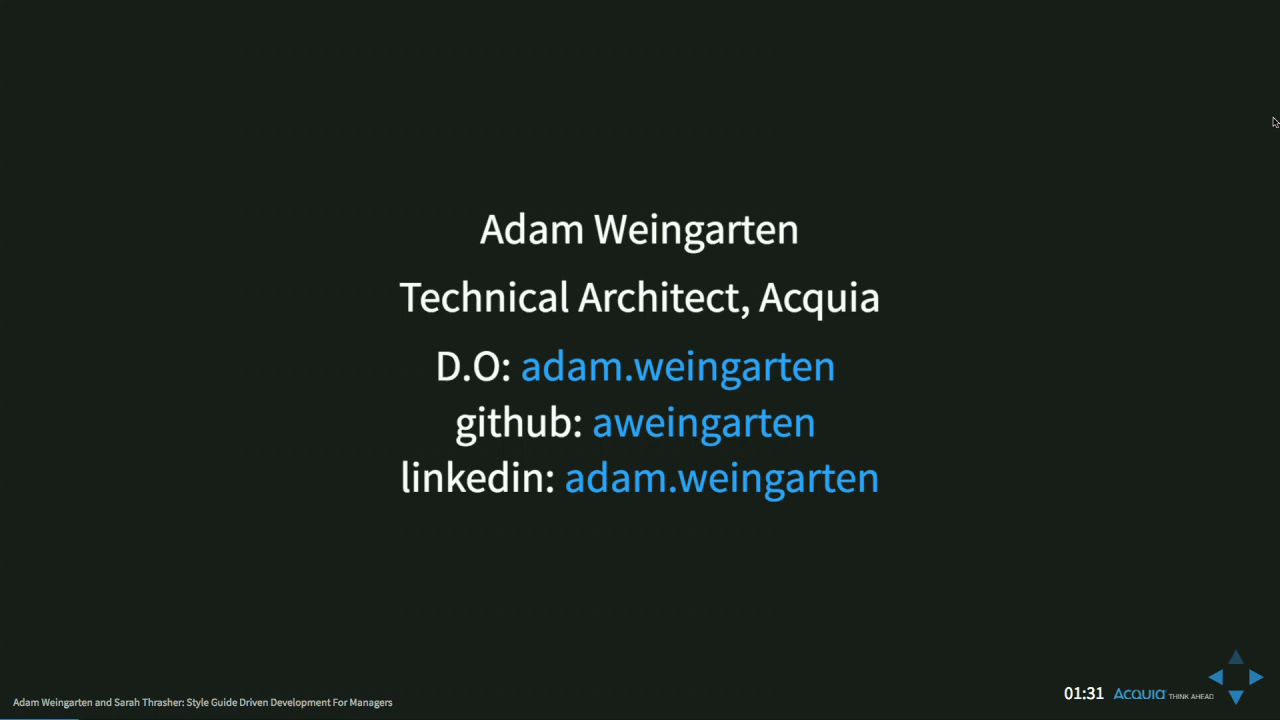 Adam Weingarten
Technical Architect, Acquia
D.O: adam.weingarten
github: aweingarten
linkedin: adam.weingarten
Adam Weingarten and Sarah Thrasher: Style Guide Driven Development For Managers
01:31 Acquia THINK AHEAD